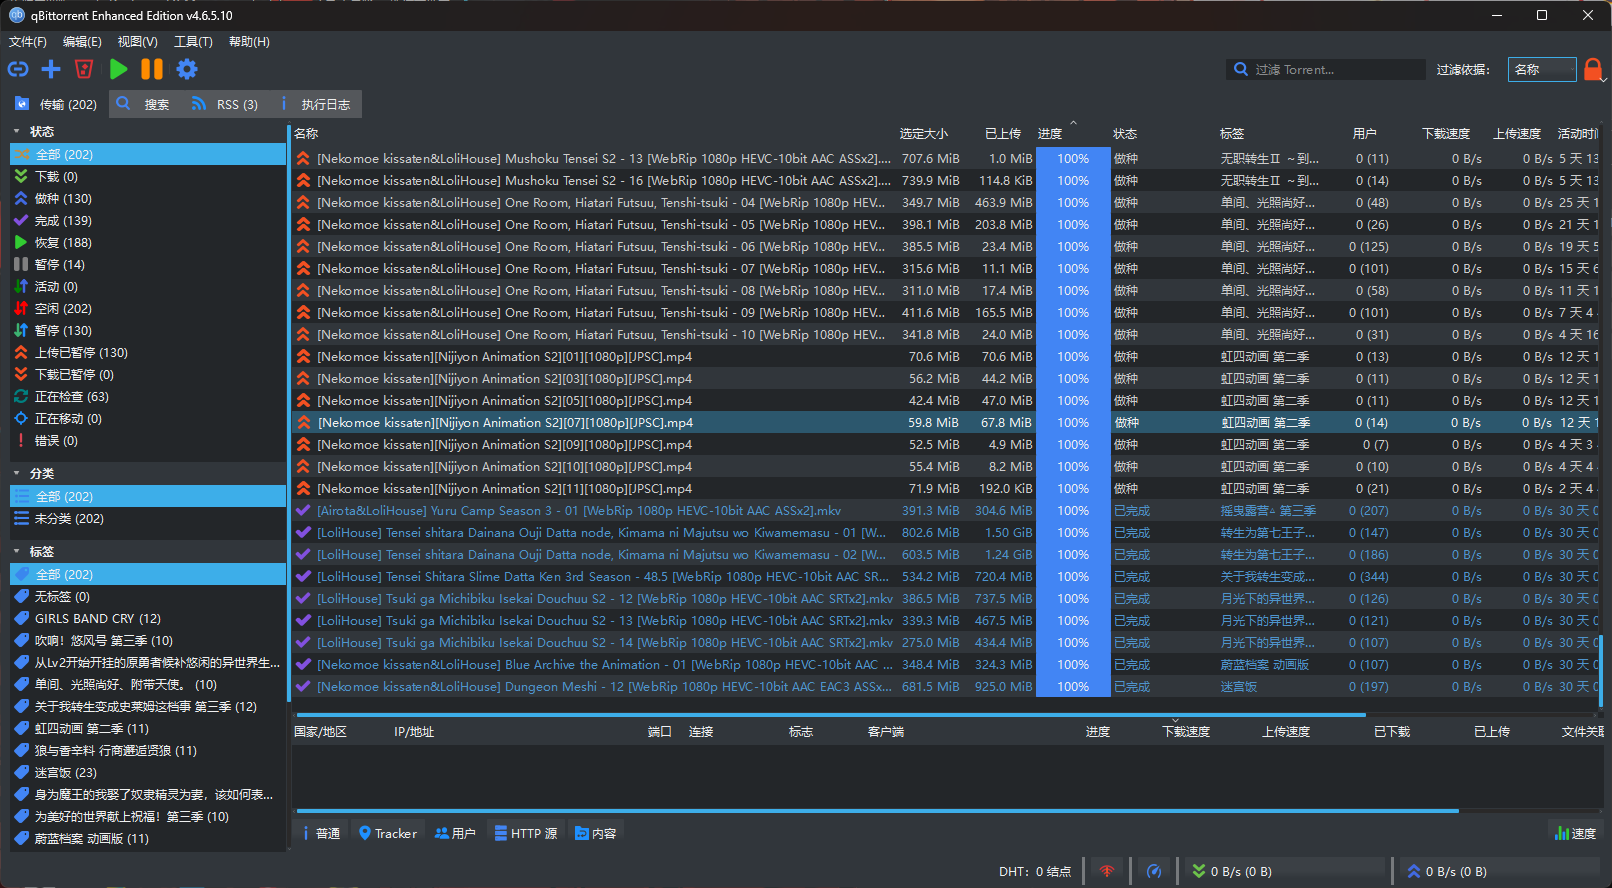 qBittorrent Enhanced Edition v4.6.5.10
文件(F) 编辑(E) 视图(V) 工具(T) 帮助(H)
过滤 Torrent... 过滤依据： 名称
传输 (202) 搜索 RSS (3) 执行日志
状态
全部 (202)
下载 (0)
做种 (130)
完成 (139)
恢复 (188)
暂停 (14)
活动 (0)
空闲 (202)
暂停 (130)
上传已暂停 (130)
下载已暂停 (0)
正在检查 (63)
正在移动 (0)
错误 (0)
分类
全部 (202)
未分类 (202)
标签
全部 (202)
无标签 (0)
GIRLS BAND CRY (12)
吹响！悠风号 第三季 (10)
从Lv2开始开挂的原勇者候补悠闲的异世界生...
单间、光照尚好、附带天使。 (10)
关于我转生变成史莱姆这档事 第三季 (12)
虹四动画 第二季 (11)
狼与香辛料 行商邂逅贤狼 (11)
迷宫饭 (23)
身为魔王的我娶了奴隶精灵为妻，该如何表...
为美好的世界献上祝福！第三季 (10)
蔚蓝档案 动画版 (11)
名称 选定大小 已上传 进度 状态 标签 用户 下载速度 上传速度 活动时间
[Nekomoe kissaten&LoliHouse] Mushoku Tensei S2 - 13 [WebRip 1080p HEVC-10bit AAC ASSx2].... 707.6 MiB 1.0 MiB 100% 做种 无职转生Ⅱ ～到... 0 (11) 0 B/s 0 B/s 5 天 13
[Nekomoe kissaten&LoliHouse] Mushoku Tensei S2 - 16 [WebRip 1080p HEVC-10bit AAC ASSx2].... 739.9 MiB 114.8 KiB 100% 做种 无职转生Ⅱ ～到... 0 (14) 0 B/s 0 B/s 5 天 13
[Nekomoe kissaten&LoliHouse] One Room, Hiatari Futsuu, Tenshi-tsuki - 04 [WebRip 1080p HEV... 349.7 MiB 463.9 MiB 100% 做种 单间、光照尚好... 0 (48) 0 B/s 0 B/s 25 天 1
[Nekomoe kissaten&LoliHouse] One Room, Hiatari Futsuu, Tenshi-tsuki - 05 [WebRip 1080p HEV... 398.1 MiB 203.8 MiB 100% 做种 单间、光照尚好... 0 (26) 0 B/s 0 B/s 21 天 1
[Nekomoe kissaten&LoliHouse] One Room, Hiatari Futsuu, Tenshi-tsuki - 06 [WebRip 1080p HEV... 385.5 MiB 23.4 MiB 100% 做种 单间、光照尚好... 0 (125) 0 B/s 0 B/s 19 天 5
[Nekomoe kissaten&LoliHouse] One Room, Hiatari Futsuu, Tenshi-tsuki - 07 [WebRip 1080p HEV... 315.6 MiB 11.1 MiB 100% 做种 单间、光照尚好... 0 (101) 0 B/s 0 B/s 15 天 6
[Nekomoe kissaten&LoliHouse] One Room, Hiatari Futsuu, Tenshi-tsuki - 08 [WebRip 1080p HEV... 311.0 MiB 17.4 MiB 100% 做种 单间、光照尚好... 0 (58) 0 B/s 0 B/s 11 天 1
[Nekomoe kissaten&LoliHouse] One Room, Hiatari Futsuu, Tenshi-tsuki - 09 [WebRip 1080p HEV... 411.6 MiB 165.5 MiB 100% 做种 单间、光照尚好... 0 (101) 0 B/s 0 B/s 7 天 4
[Nekomoe kissaten&LoliHouse] One Room, Hiatari Futsuu, Tenshi-tsuki - 10 [WebRip 1080p HEV... 341.8 MiB 24.0 MiB 100% 做种 单间、光照尚好... 0 (31) 0 B/s 0 B/s 4 天 16
[Nekomoe kissaten][Nijiyon Animation S2][01][1080p][JPSC].mp4 70.6 MiB 70.6 MiB 100% 做种 虹四动画 第二季 0 (13) 0 B/s 0 B/s 12 天 1
[Nekomoe kissaten][Nijiyon Animation S2][03][1080p][JPSC].mp4 56.2 MiB 44.2 MiB 100% 做种 虹四动画 第二季 0 (11) 0 B/s 0 B/s 12 天 1
[Nekomoe kissaten][Nijiyon Animation S2][05][1080p][JPSC].mp4 42.4 MiB 47.0 MiB 100% 做种 虹四动画 第二季 0 (11) 0 B/s 0 B/s 12 天 1
[Nekomoe kissaten][Nijiyon Animation S2][07][1080p][JPSC].mp4 59.8 MiB 67.8 MiB 100% 做种 虹四动画 第二季 0 (14) 0 B/s 0 B/s 12 天 1
[Nekomoe kissaten][Nijiyon Animation S2][09][1080p][JPSC].mp4 52.5 MiB 4.9 MiB 100% 做种 虹四动画 第二季 0 (7) 0 B/s 0 B/s 4 天 3
[Nekomoe kissaten][Nijiyon Animation S2][10][1080p][JPSC].mp4 55.4 MiB 8.2 MiB 100% 做种 虹四动画 第二季 0 (10) 0 B/s 0 B/s 4 天 4
[Nekomoe kissaten][Nijiyon Animation S2][11][1080p][JPSC].mp4 71.9 MiB 192.0 KiB 100% 做种 虹四动画 第二季 0 (21) 0 B/s 0 B/s 2 天 4
[Airota&LoliHouse] Yuru Camp Season 3 - 01 [WebRip 1080p HEVC-10bit AAC ASSx2].mkv 391.3 MiB 304.6 MiB 100% 已完成 摇曳露营△ 第三季 0 (207) 0 B/s 0 B/s 30 天 0
[LoliHouse] Tensei shitara Dainana Ouji Datta node, Kimama ni Majutsu wo Kiwamemasu - 01 [W... 802.6 MiB 1.50 GiB 100% 已完成 转生为第七王子... 0 (147) 0 B/s 0 B/s 30 天 0
[LoliHouse] Tensei shitara Dainana Ouji Datta node, Kimama ni Majutsu wo Kiwamemasu - 02 [W... 603.5 MiB 1.24 GiB 100% 已完成 转生为第七王子... 0 (186) 0 B/s 0 B/s 30 天 0
[LoliHouse] Tensei Shitara Slime Datta Ken 3rd Season - 48.5 [WebRip 1080p HEVC-10bit AAC SR... 534.2 MiB 720.4 MiB 100% 已完成 关于我转生变成... 0 (344) 0 B/s 0 B/s 30 天 0
[LoliHouse] Tsuki ga Michibiku Isekai Douchuu S2 - 12 [WebRip 1080p HEVC-10bit AAC SRTx2].mkv 386.5 MiB 737.5 MiB 100% 已完成 月光下的异世界... 0 (126) 0 B/s 0 B/s 30 天 0
[LoliHouse] Tsuki ga Michibiku Isekai Douchuu S2 - 13 [WebRip 1080p HEVC-10bit AAC SRTx2].mkv 339.3 MiB 467.5 MiB 100% 已完成 月光下的异世界... 0 (121) 0 B/s 0 B/s 30 天 0
[LoliHouse] Tsuki ga Michibiku Isekai Douchuu S2 - 14 [WebRip 1080p HEVC-10bit AAC SRTx2].mkv 275.0 MiB 434.4 MiB 100% 已完成 月光下的异世界... 0 (107) 0 B/s 0 B/s 30 天 0
[Nekomoe kissaten&LoliHouse] Blue Archive the Animation - 01 [WebRip 1080p HEVC-10bit AAC ... 348.4 MiB 324.3 MiB 100% 已完成 蔚蓝档案 动画版 0 (107) 0 B/s 0 B/s 30 天 0
[Nekomoe kissaten&LoliHouse] Dungeon Meshi - 12 [WebRip 1080p HEVC-10bit AAC EAC3 ASSx... 681.5 MiB 925.0 MiB 100% 已完成 迷宫饭 0 (197) 0 B/s 0 B/s 30 天 0
国家/地区 IP/地址 端口 连接 标志 客户端 进度 下载速度 上传速度 已下载 已上传 文件关联
普通 Tracker 用户 HTTP 源 内容 速度
DHT：0 结点 0 B/s (0 B) 0 B/s (0 B)